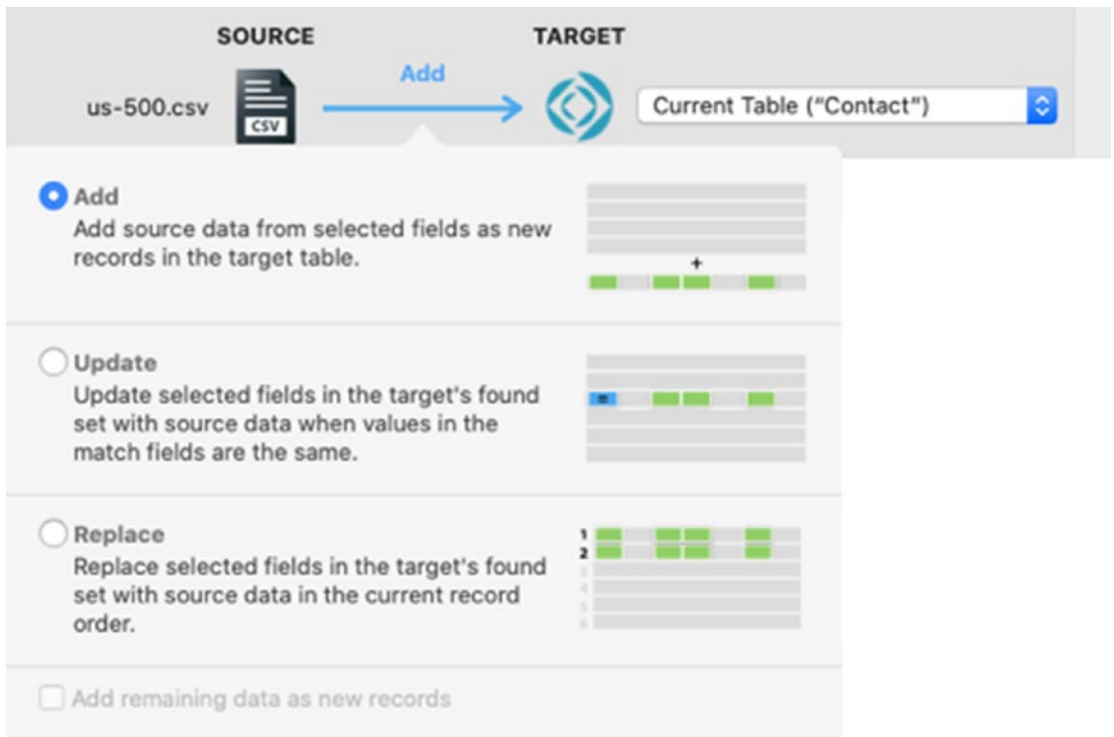 SOURCE
TARGET
Add
us-500.csv
CSV
Current Table ("Contact")
Add
Add source data from selected fields as new
records in the target table.
+
Update
Update selected fields in the target's found
set with source data when values in the
match fields are the same.
=
Replace
Replace selected fields in the target's found
set with source data in the current record
order.
1
2
3
4
5
6
Add remaining data as new records